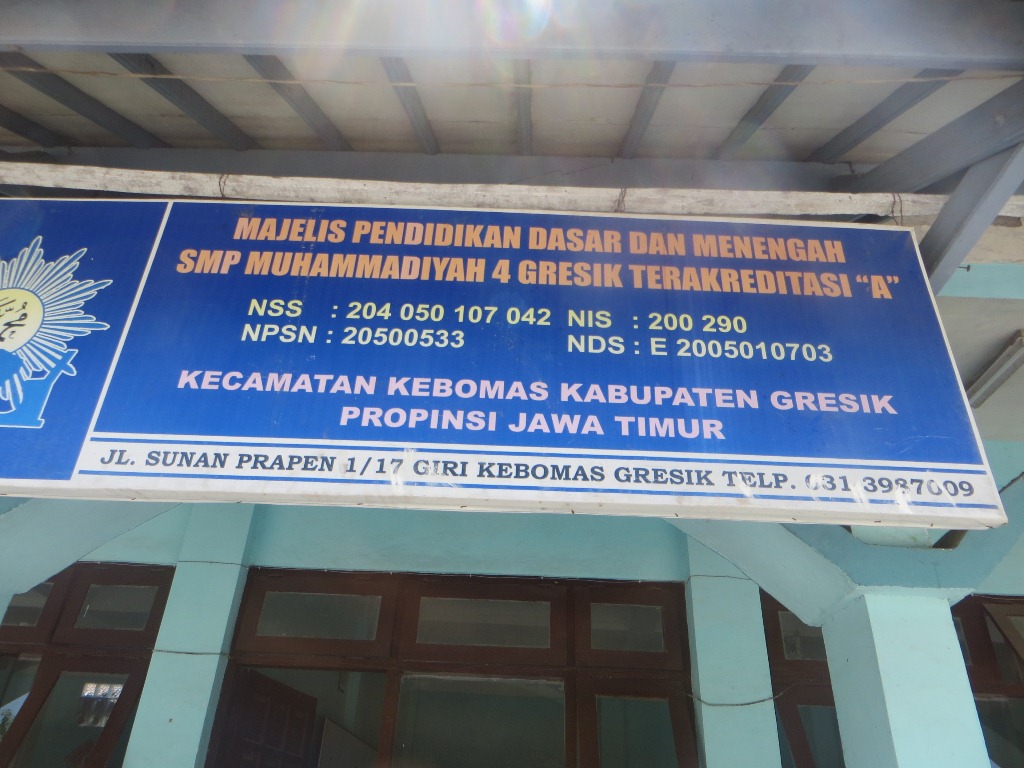 MAJELIS PENDIDIKAN DASAR DAN MENENGAH
SMP MUHAMMADIYAH 4 GRESIK TERAKREDITASI “A”
NSS : 204 050 107 042 NIS : 200 290
NPSN : 20500533 NDS : E 2005010703
KECAMATAN KEBOMAS KABUPATEN GRESIK
PROPINSI JAWA TIMUR
JL. SUNAN PRAPEN 1/17 GIRI KEBOMAS GRESIK TELP. 031 3987009